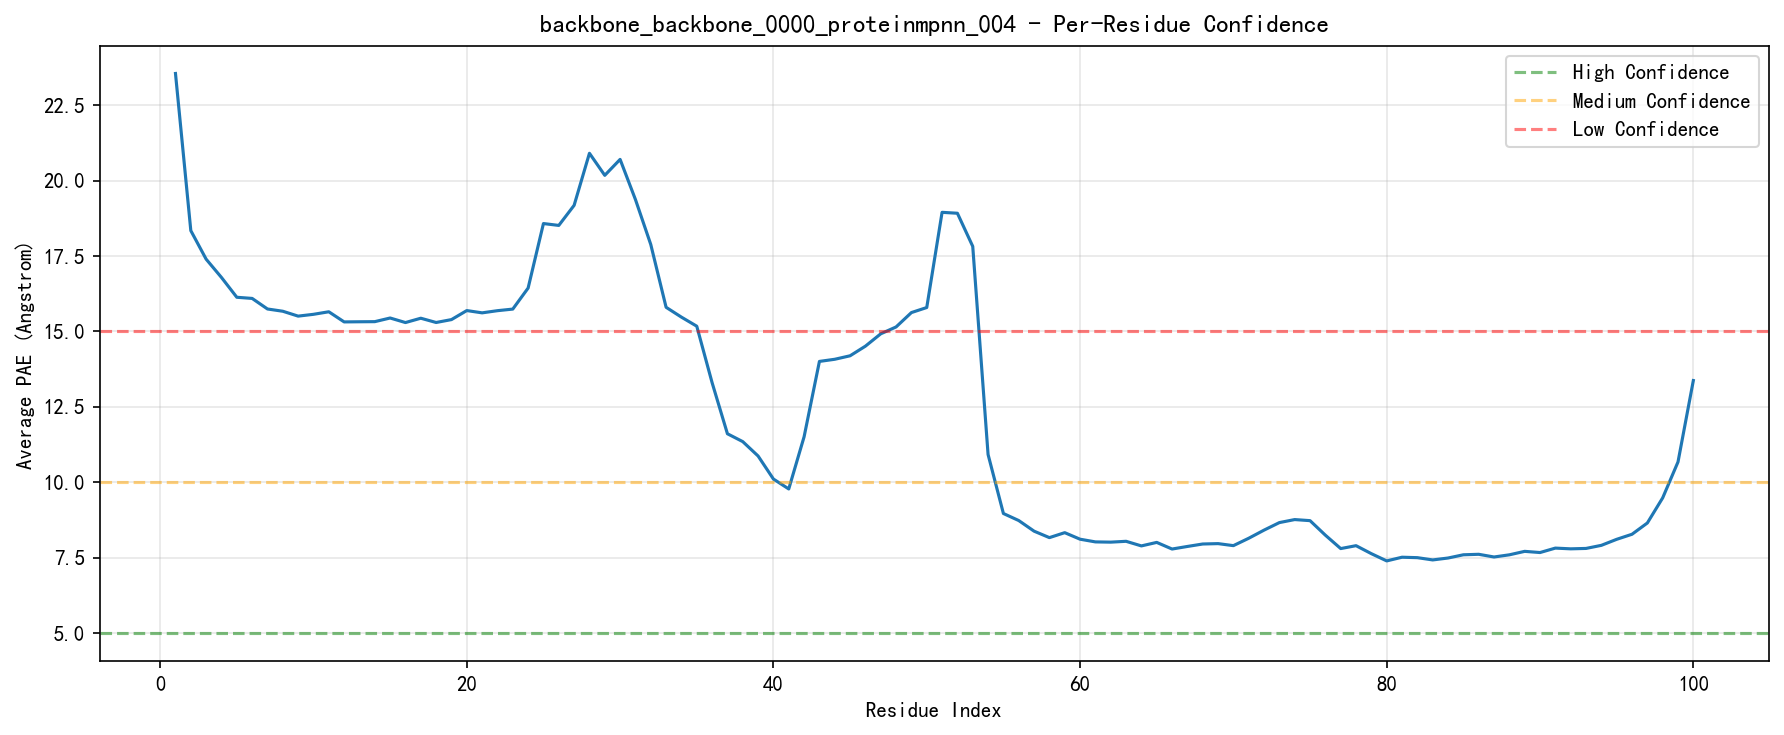 backbone_backbone_0000_proteinmpnn_004 - Per-Residue Confidence
High Confidence
Medium Confidence
Low Confidence
Average PAE (Angstrom)
22.5
20.0
17.5
15.0
12.5
10.0
7.5
5.0
0 20 40 60 80 100
Residue Index